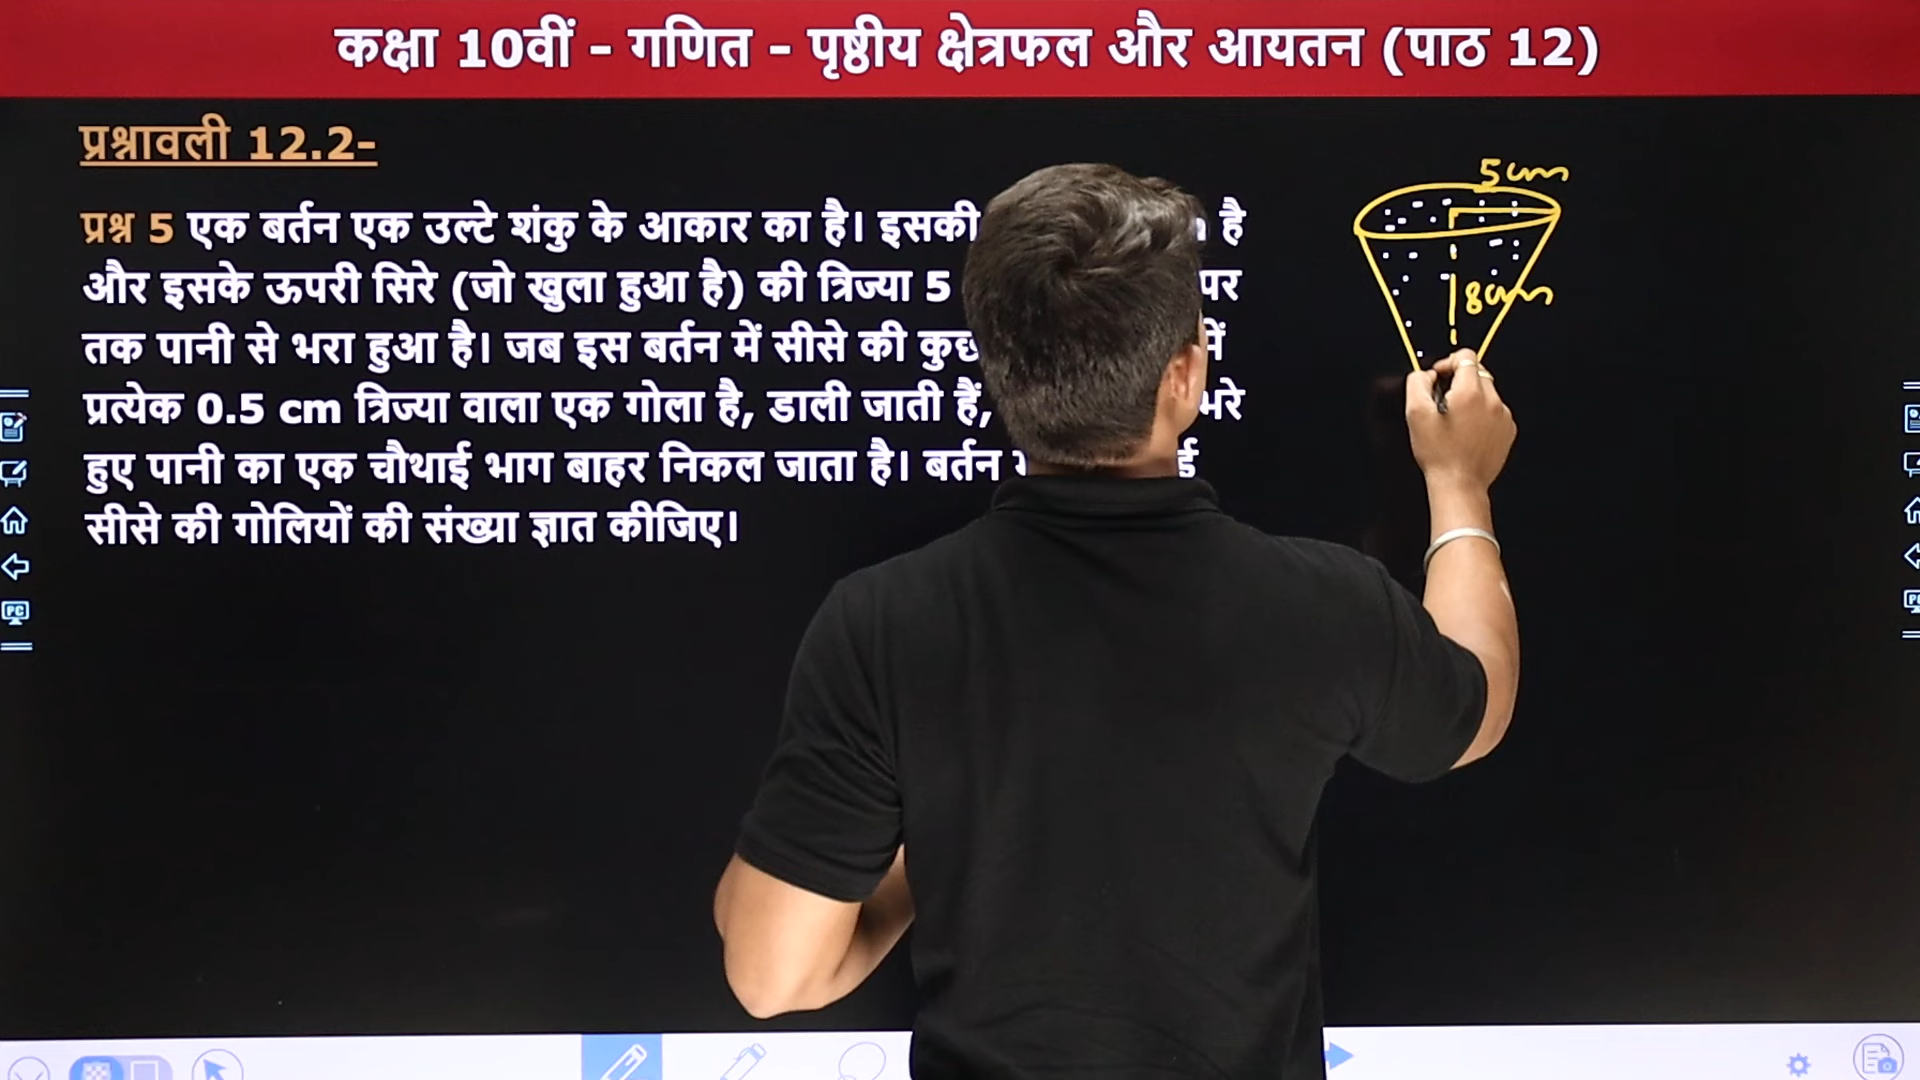 कक्षा 10वीं - गणित - पृष्ठीय क्षेत्रफल और आयतन (पाठ 12)
प्रश्नावली 12.2-
5cm
प्रश्न 5 एक बर्तन एक उल्टे शंकु के आकार का है। इसकी है
और इसके ऊपरी सिरे (जो खुला हुआ है) की त्रिज्या 5 पर
8cm
तक पानी से भरा हुआ है। जब इस बर्तन में सीसे की
प्रत्येक 0.5 cm त्रिज्या वाला एक गोला है, डाली जाती हैं, भरे
हुए पानी का एक चौथाई भाग बाहर निकल जाता है। बर्तन
सीसे की गोलियों की संख्या ज्ञात कीजिए।
PC